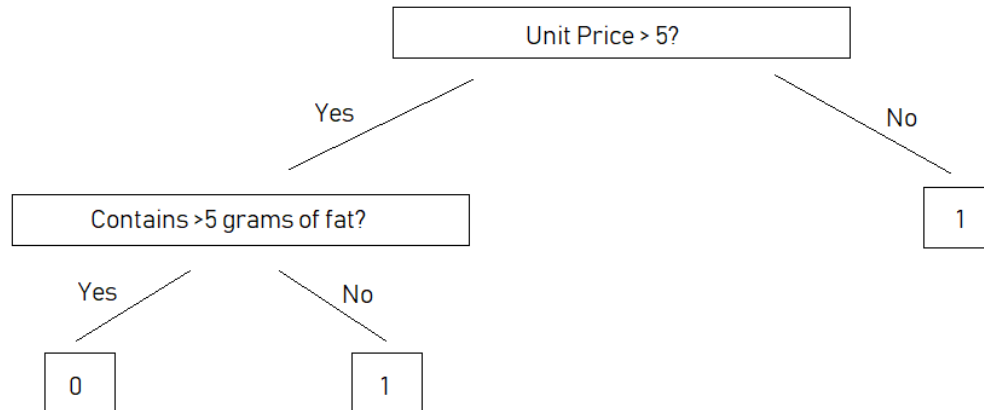 Unit Price > 5?
Yes
No
Contains >5 grams of fat?
1
Yes
No
0
1